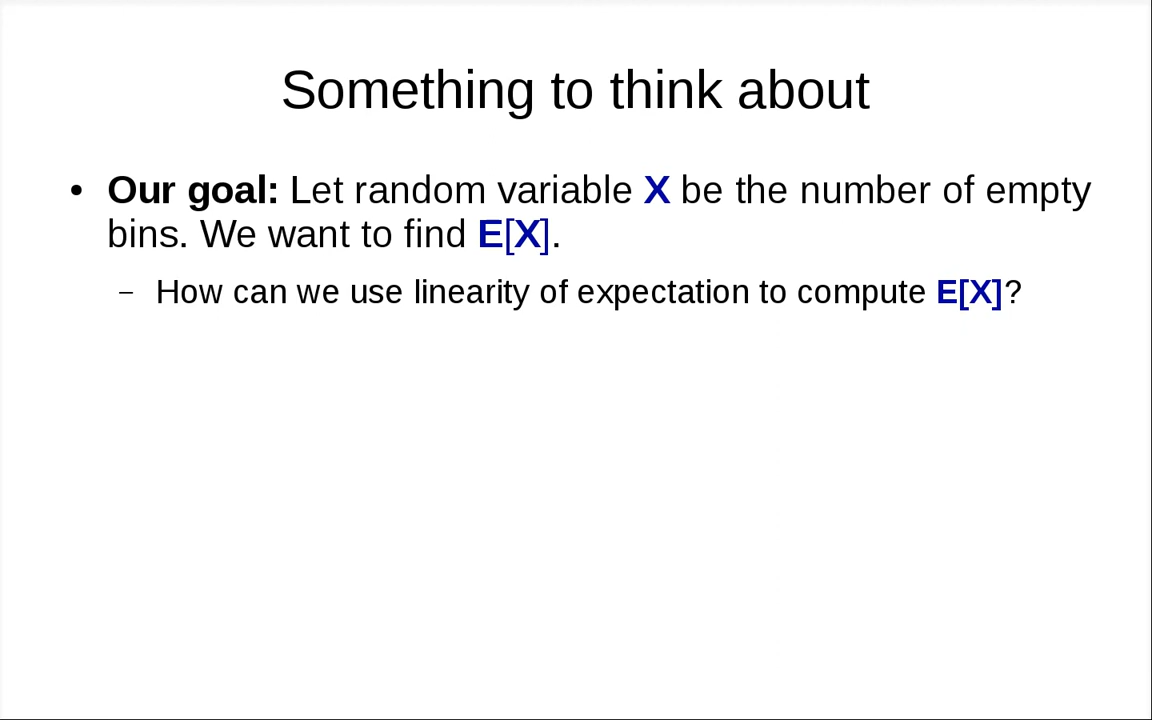 Something to think about
• Our goal: Let random variable X be the number of empty
bins. We want to find E[X].
– How can we use linearity of expectation to compute E[X]?